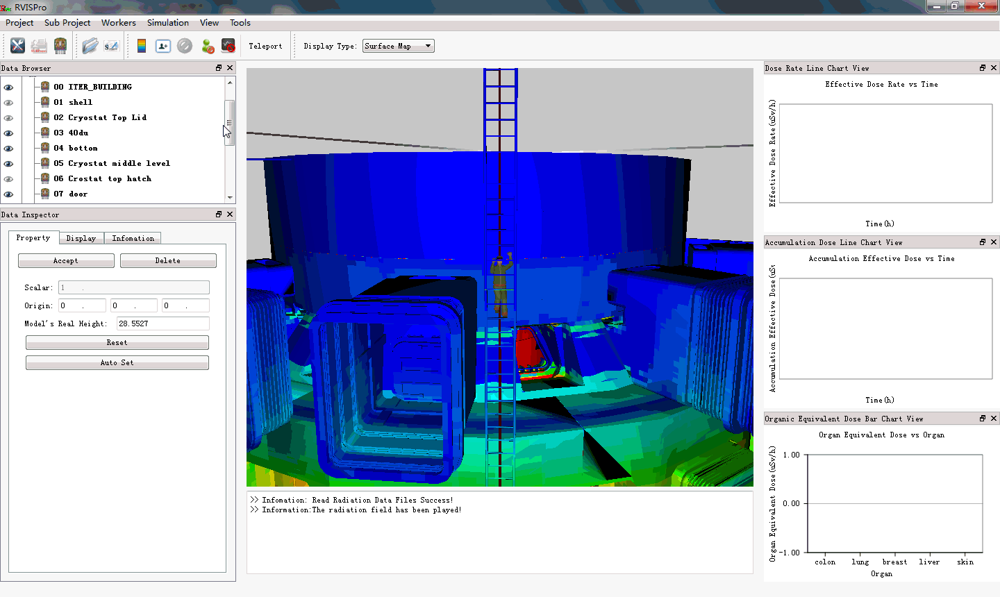 RVISPro
Project Sub Project Workers Simulation View Tools
Teleport Display Type: Surface Map
Data Browser
00 ITER_BUILDING
01 shell
02 Cryostat Top Lid
03 40du
04 bottom
05 Cryostat middle level
06 Crostat top hatch
07 door
Data Inspector
Property Display Infomation
Accept Delete
Scalar: 1 .
Origin: 0 . 0 . 0 .
Model's Real Height: 28.5527
Reset
Auto Set
>> Infomation: Read Radiation Data Files Success!
>> Information:The radiation field has been played!
Dose Rate Line Chart View
Effective Dose Rate vs Time
Effective Dose Rate(uSv/h)
Time(h)
Accumulation Dose Line Chart View
Accumulation Effective Dose vs Time
Accumulation Effective Dose(uSv
Time(h)
Organic Equivalent Dose Bar Chart View
Organ Equivalent Dose vs Organ
Organ Equivalent Dose(uSv/h)
1.00
0.00
-1.00
colon lung breast liver skin
Organ